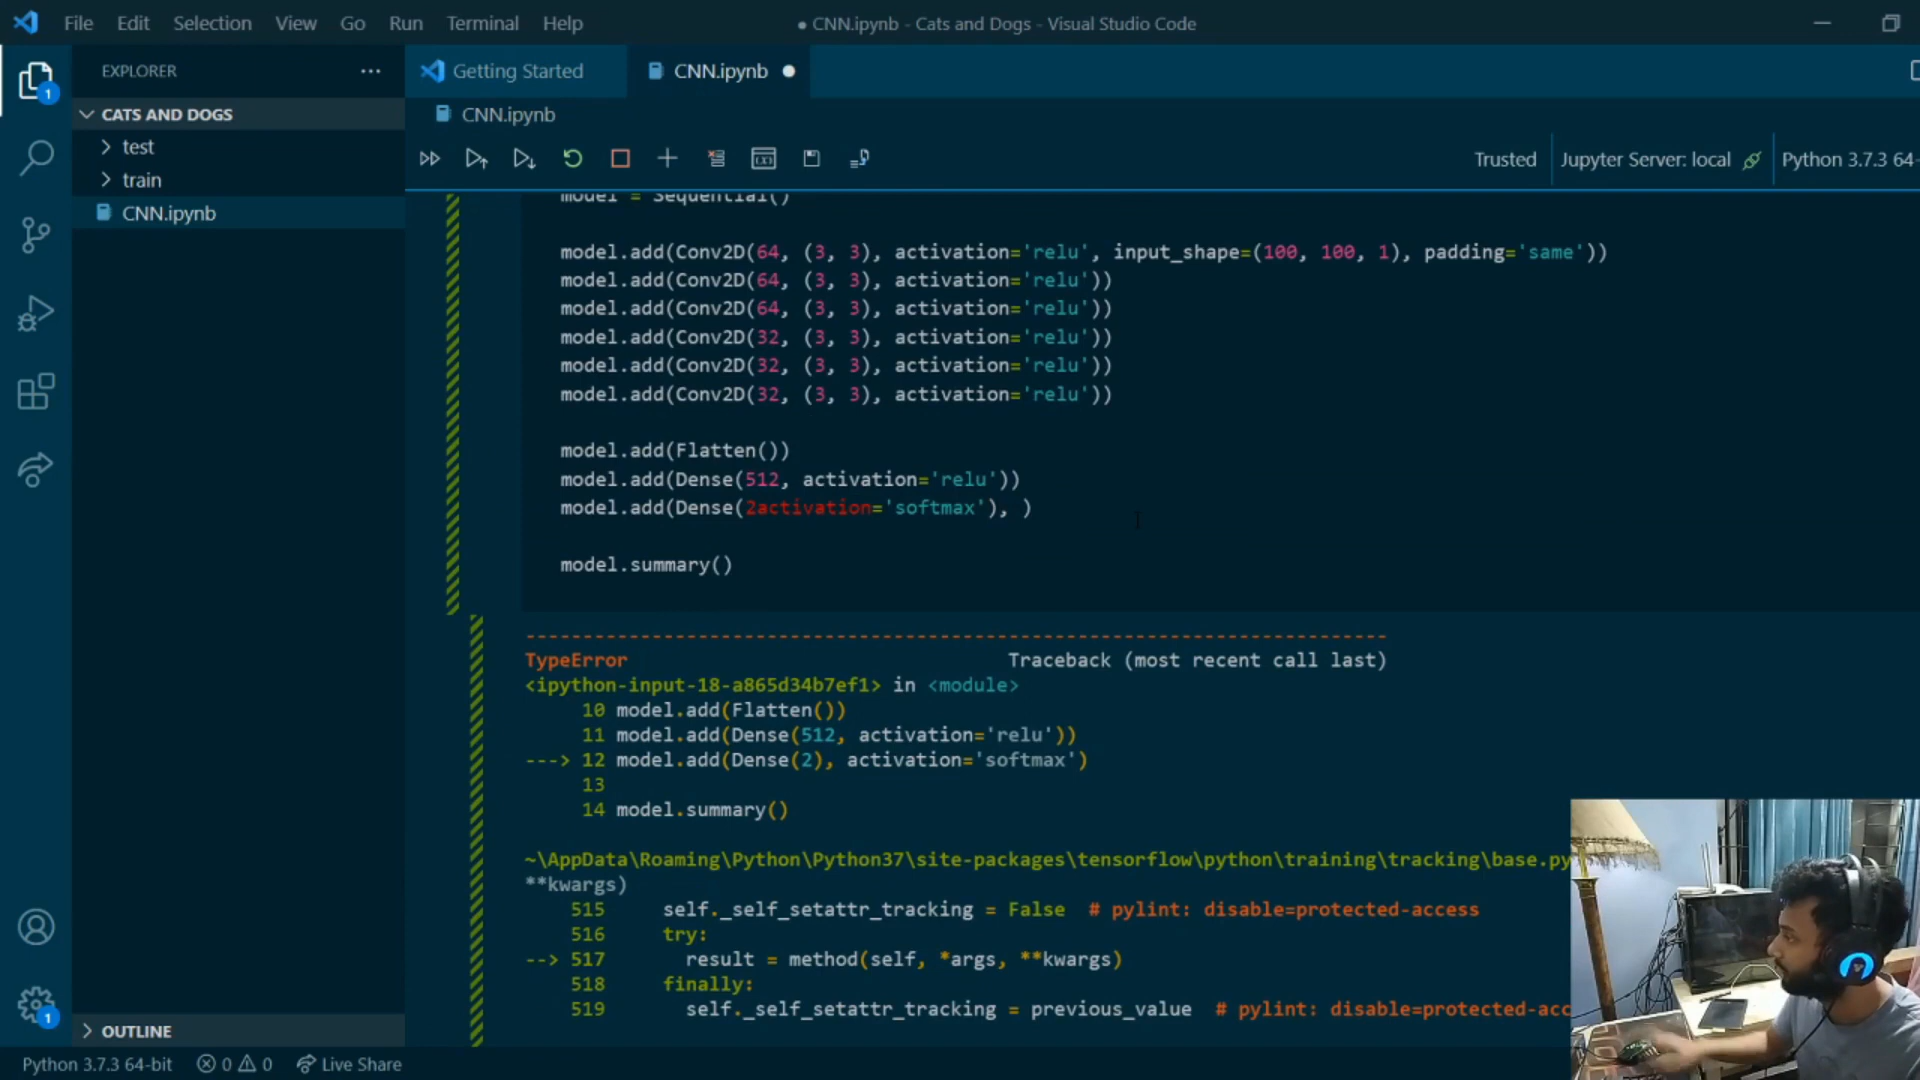 File Edit Selection View Go Run Terminal Help
● CNN.ipynb - Cats and Dogs - Visual Studio Code
EXPLORER
Getting Started
CNN.ipynb
CATS AND DOGS
CNN.ipynb
test
train
CNN.ipynb
Trusted
Jupyter Server: local
Python 3.7.3 64-
model = Sequential()
model.add(Conv2D(64, (3, 3), activation='relu', input_shape=(100, 100, 1), padding='same'))
model.add(Conv2D(64, (3, 3), activation='relu'))
model.add(Conv2D(64, (3, 3), activation='relu'))
model.add(Conv2D(32, (3, 3), activation='relu'))
model.add(Conv2D(32, (3, 3), activation='relu'))
model.add(Conv2D(32, (3, 3), activation='relu'))
model.add(Flatten())
model.add(Dense(512, activation='relu'))
model.add(Dense(2activation='softmax'), )
model.summary()
---------------------------------------------------------------------------
TypeError Traceback (most recent call last)
<ipython-input-18-a865d34b7ef1> in <module>
10 model.add(Flatten())
11 model.add(Dense(512, activation='relu'))
---> 12 model.add(Dense(2), activation='softmax')
13
14 model.summary()
~\AppData\Roaming\Python\Python37\site-packages\tensorflow\python\training\tracking\base.py
**kwargs)
515 self._self_setattr_tracking = False # pylint: disable=protected-access
516 try:
--> 517 result = method(self, *args, **kwargs)
518 finally:
519 self._self_setattr_tracking = previous_value # pylint: disable=protected-acc
OUTLINE
Python 3.7.3 64-bit
0 0
Live Share
1
1